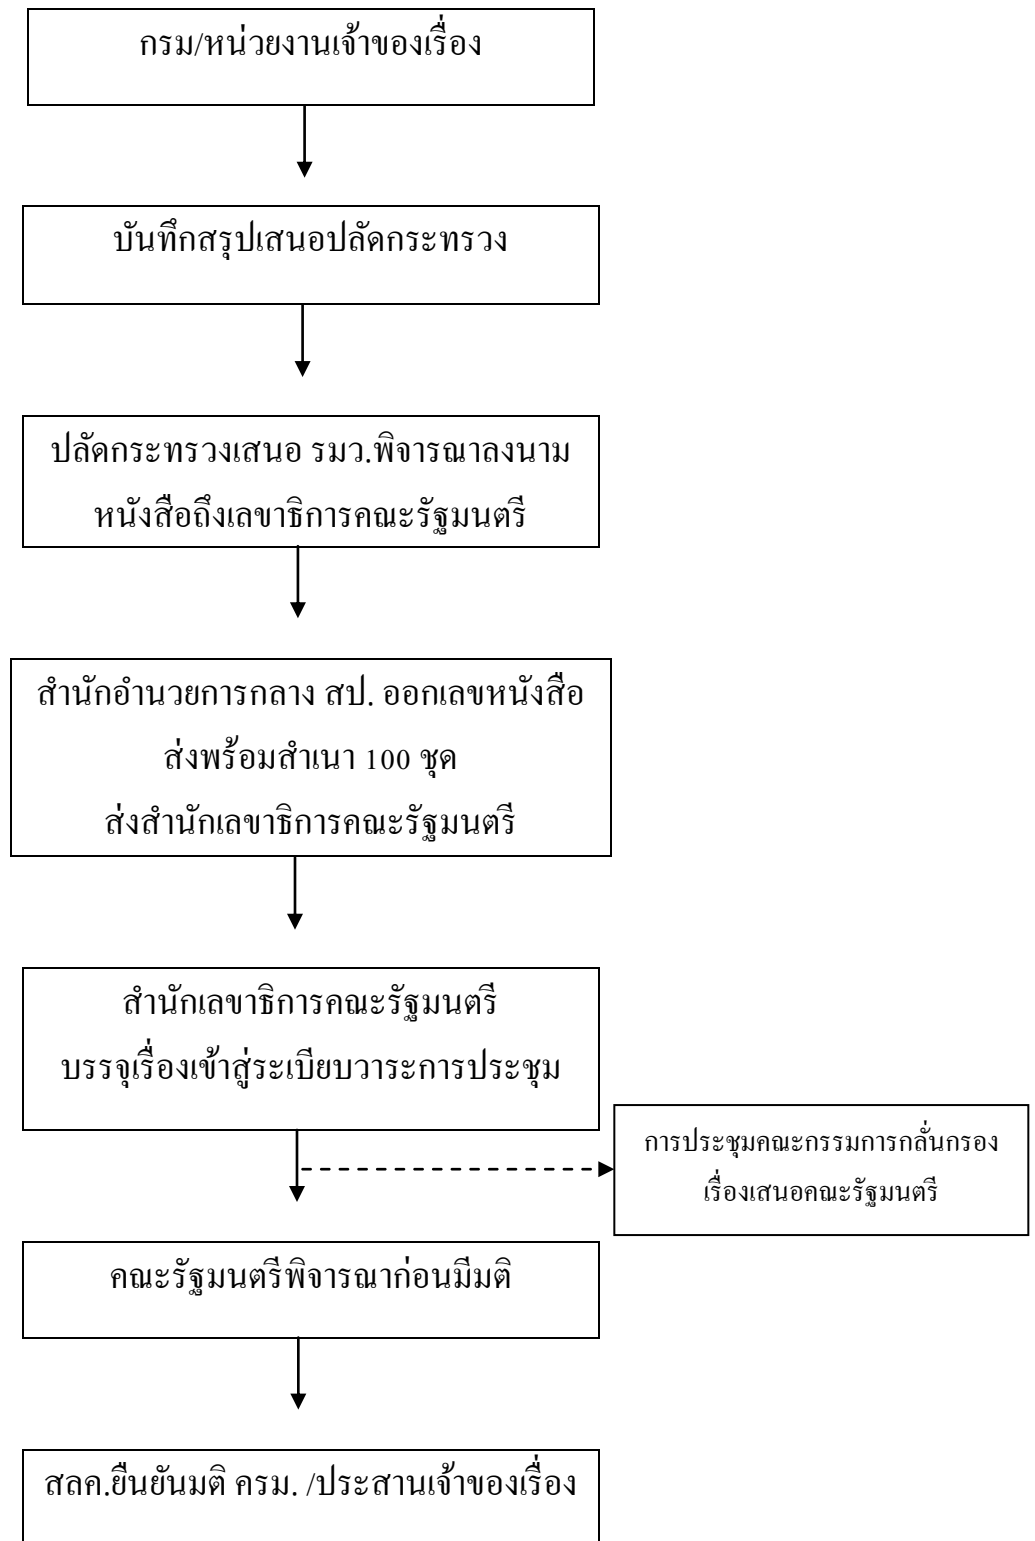 กรม/หน่วยงานเจ้าของเรื่อง
บันทึกสรุปเสนอปลัดกระทรวง
ปลัดกระทรวงเสนอ รมว.พิจารณาลงนาม
หนังสือถึงเลขาธิการคณะรัฐมนตรี
สำนักอำนวยการกลาง สป. ออกเลขหนังสือ
ส่งพร้อมสำเนา 100 ชุด
ส่งสำนักเลขาธิการคณะรัฐมนตรี
สำนักเลขาธิการคณะรัฐมนตรี
บรรจุเรื่องเข้าสู่ระเบียบวาระการประชุม
การประชุมคณะกรรมการกลั่นกรอง
เรื่องเสนอคณะรัฐมนตรี
คณะรัฐมนตรีพิจารณาก่อนมีมติ
สลค.ยืนยันมติ ครม. /ประสานเจ้าของเรื่อง